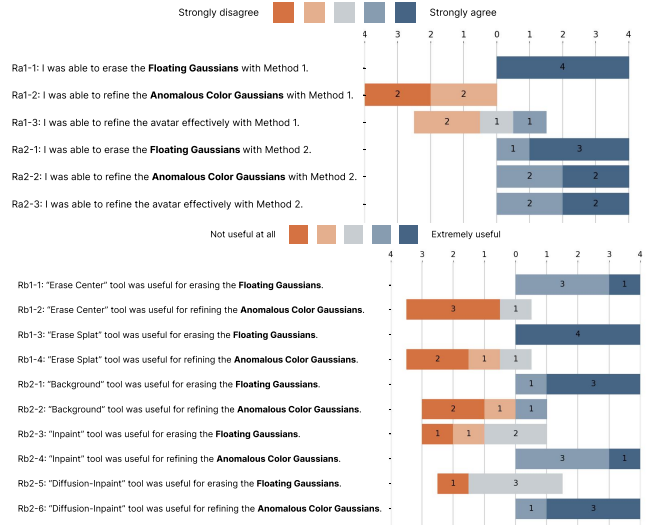 Strongly disagree Strongly agree
4 3 2 1 0 1 2 3 4
Ra1-1: I was able to erase the Floating Gaussians with Method 1. 4
Ra1-2: I was able to refine the Anomalous Color Gaussians with Method 1. 2 2
Ra1-3: I was able to refine the avatar effectively with Method 1. 2 1 1
Ra2-1: I was able to erase the Floating Gaussians with Method 2. 1 3
Ra2-2: I was able to refine the Anomalous Color Gaussians with Method 2. 2 2
Ra2-3: I was able to refine the avatar effectively with Method 2. 2 2
Not useful at all Extremely useful
4 3 2 1 0 1 2 3 4
Rb1-1: “Erase Center” tool was useful for erasing the Floating Gaussians. 3 1
Rb1-2: “Erase Center” tool was useful for refining the Anomalous Color Gaussians. 3 1
Rb1-3: “Erase Splat” tool was useful for erasing the Floating Gaussians. 4
Rb1-4: “Erase Splat” tool was useful for refining the Anomalous Color Gaussians. 2 1 1
Rb2-1: “Background” tool was useful for erasing the Floating Gaussians. 1 3
Rb2-2: “Background” tool was useful for refining the Anomalous Color Gaussians. 2 1 1
Rb2-3: “Inpaint” tool was useful for erasing the Floating Gaussians. 1 1 2
Rb2-4: “Inpaint” tool was useful for refining the Anomalous Color Gaussians. 3 1
Rb2-5: “Diffusion-Inpaint” tool was useful for erasing the Floating Gaussians. 1 3
Rb2-6: “Diffusion-Inpaint” tool was useful for refining the Anomalous Color Gaussians. 1 3